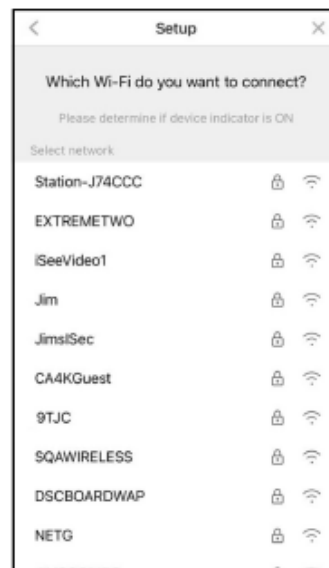 Setup
Which Wi-Fi do you want to connect?
Please determine if device indicator is ON
Select network
Station-J74CCC
EXTREMETWO
iSeeVideo1
Jim
JimsISec
CA4KGuest
9TJC
SQAWIRELESS
DSCBOARDWAP
NETG